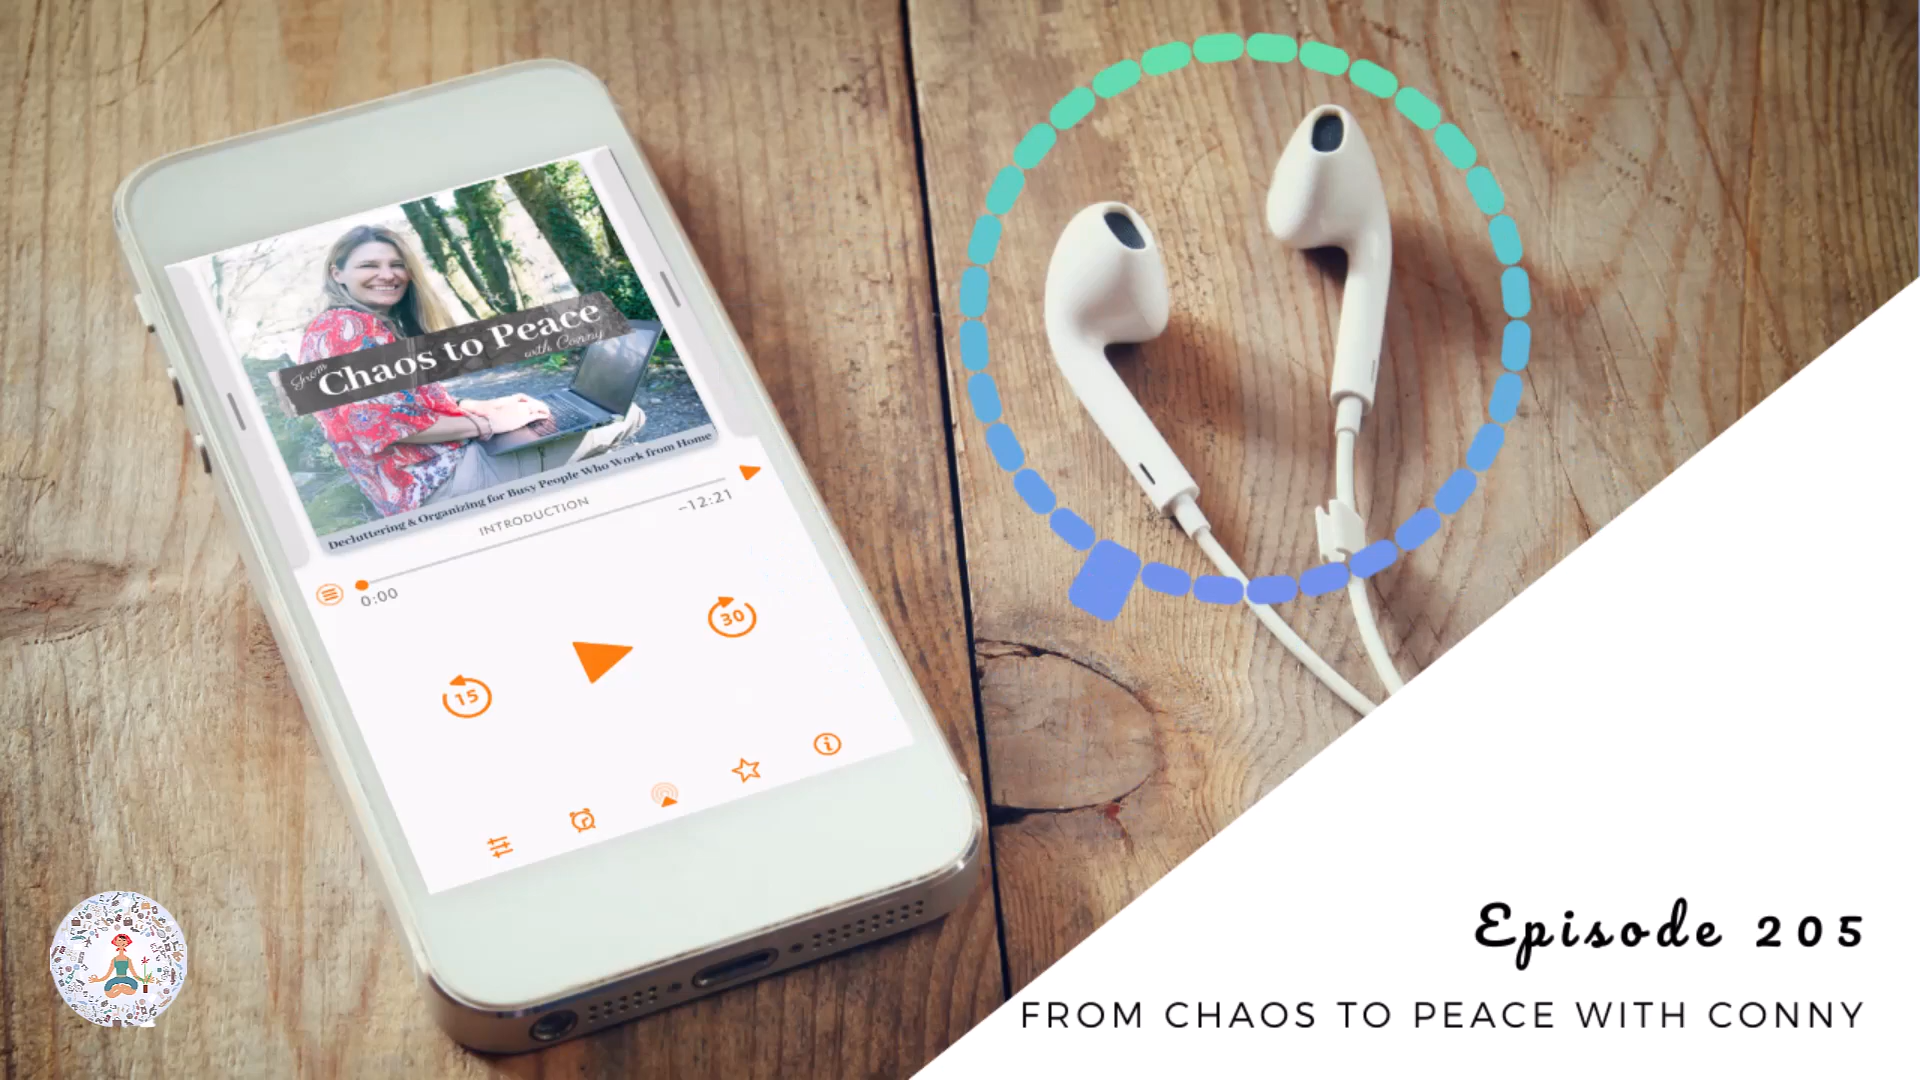 From
Chaos to Peace
with Conny
Decluttering & Organizing for Busy People Who Work from Home
INTRODUCTION
0:00
-12:21
15
30
Episode 205
FROM CHAOS TO PEACE WITH CONNY